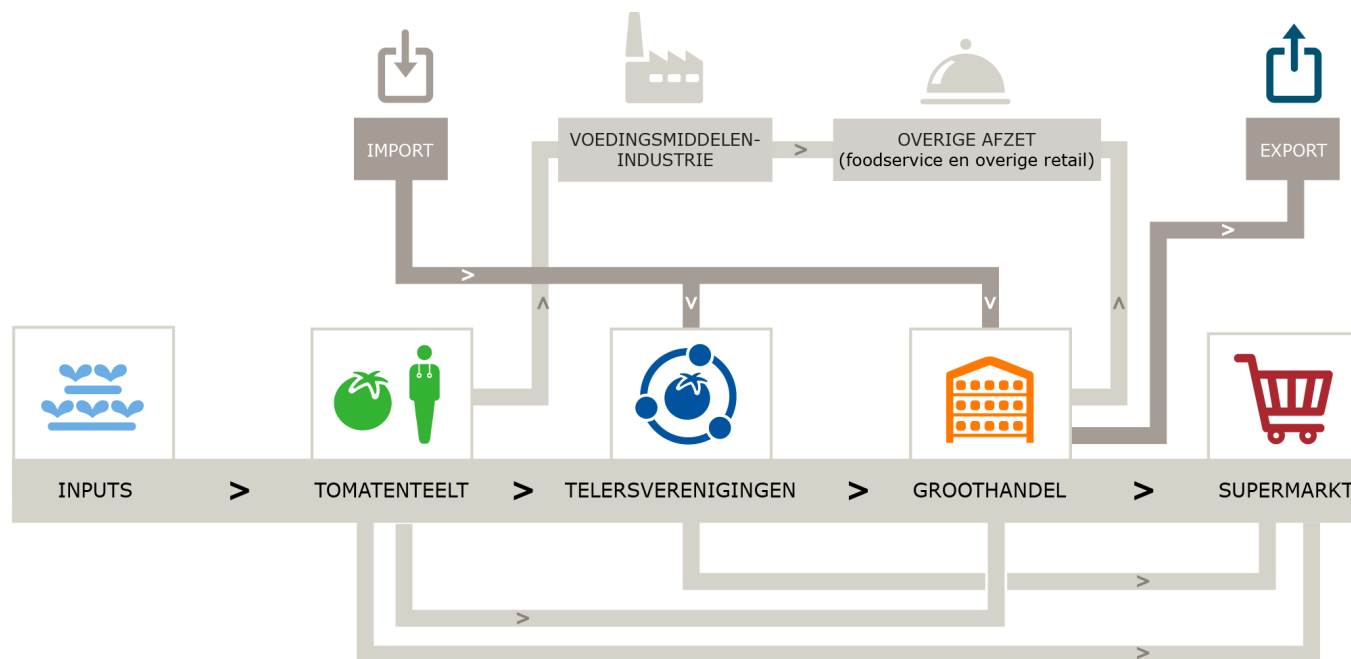 IMPORT
VOEDINGSMIDDELEN-
INDUSTRIE
>
OVERIGE AFZET
(foodservice en overige retail)
EXPORT
>
>
>
>
>
>
INPUTS
>
TOMATENTEELT
>
TELERSVERENIGINGEN
>
GROOTHANDEL
>
SUPERMARKT
>
>
>